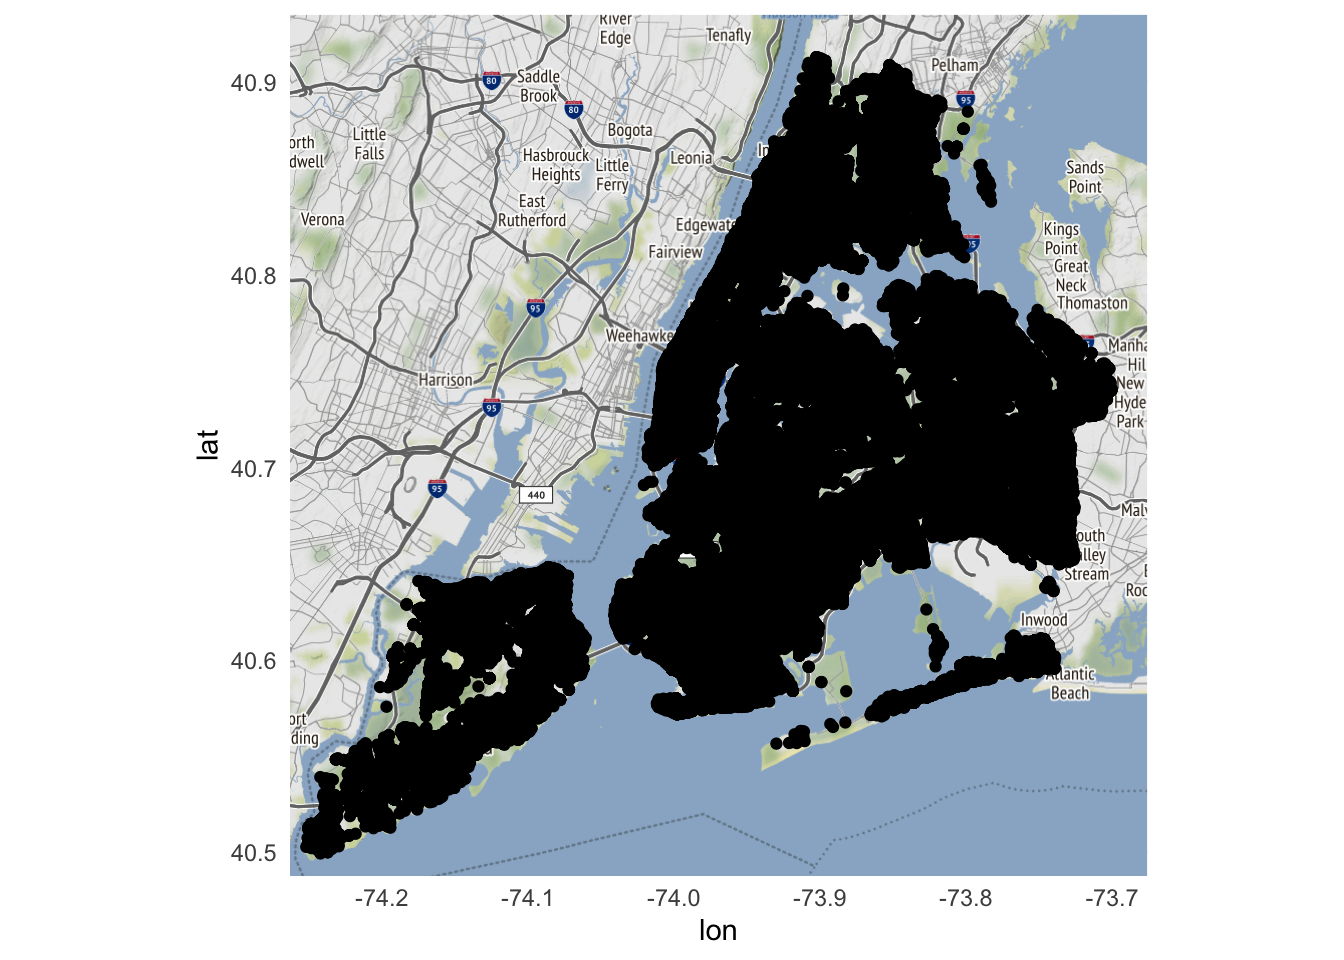 River
Edge
Tenafly
Pelham
95
80
Saddle
Brook
80
Little
Falls
Bogota
Hasbrouck
Heights
Little
Ferry
Leonia
In
orth
dwell
Sands
Point
East
Rutherford
Verona
Edgewate
Fairview
95
Kings
Point
Great
Neck
Thomaston
95
Weehawke
Manha
Hil
New
Hyde
Park
Harrison
95
95
440
Malv
outh
lley
Stream
Roc
Inwood
Atlantic
Beach
ort
ding
40.9
40.8
40.7
40.6
40.5
lat
-74.2
-74.1
-74.0
-73.9
-73.8
-73.7
lon